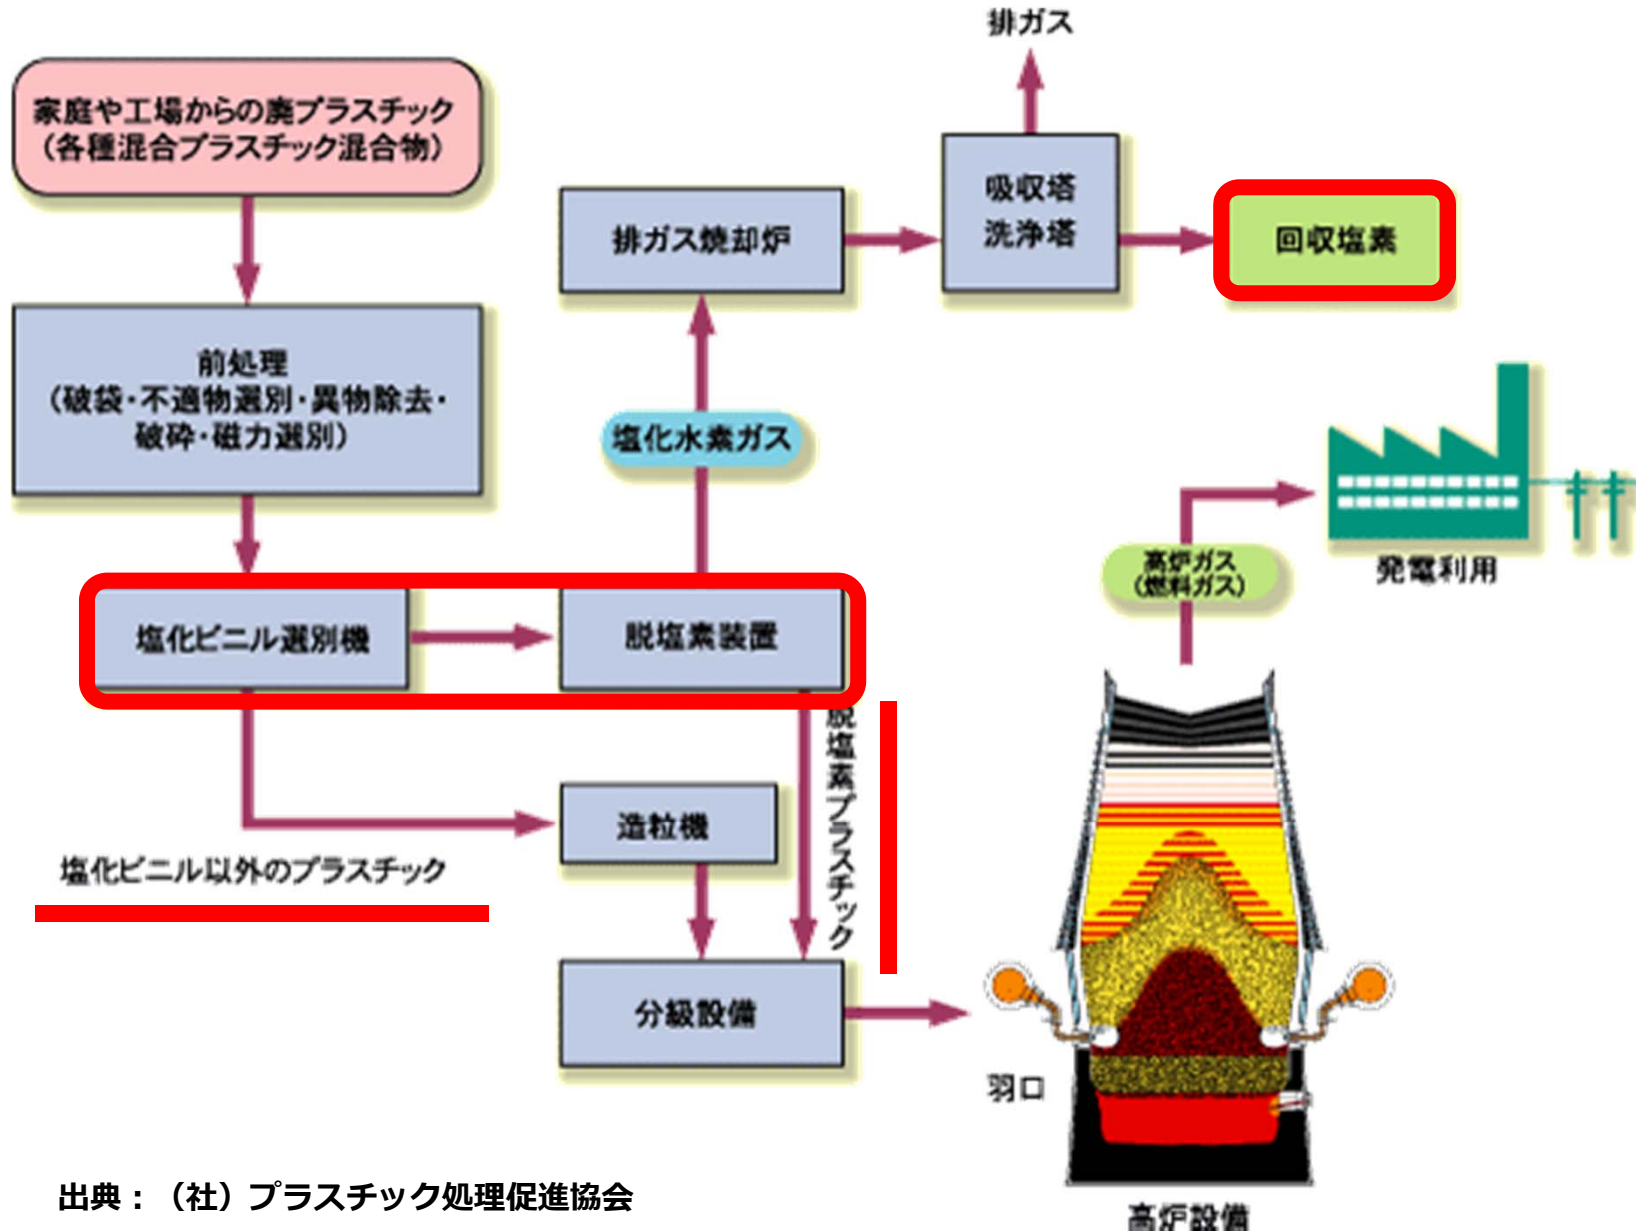 排ガス
家庭や工場からの廃プラスチック
（各種混合プラスチック混合物）
吸収塔
洗浄塔
排ガス焼却炉
回収塩素
前処理
（破袋・不適物選別・異物除去・
破砕・磁力選別）
塩化水素ガス
高炉ガス
（燃料ガス）
発電利用
塩化ビニル選別機
脱塩素装置
脱塩素プラスチック
造粒機
塩化ビニル以外のプラスチック
分級設備
羽口
出典：（社）プラスチック処理促進協会
高炉設備